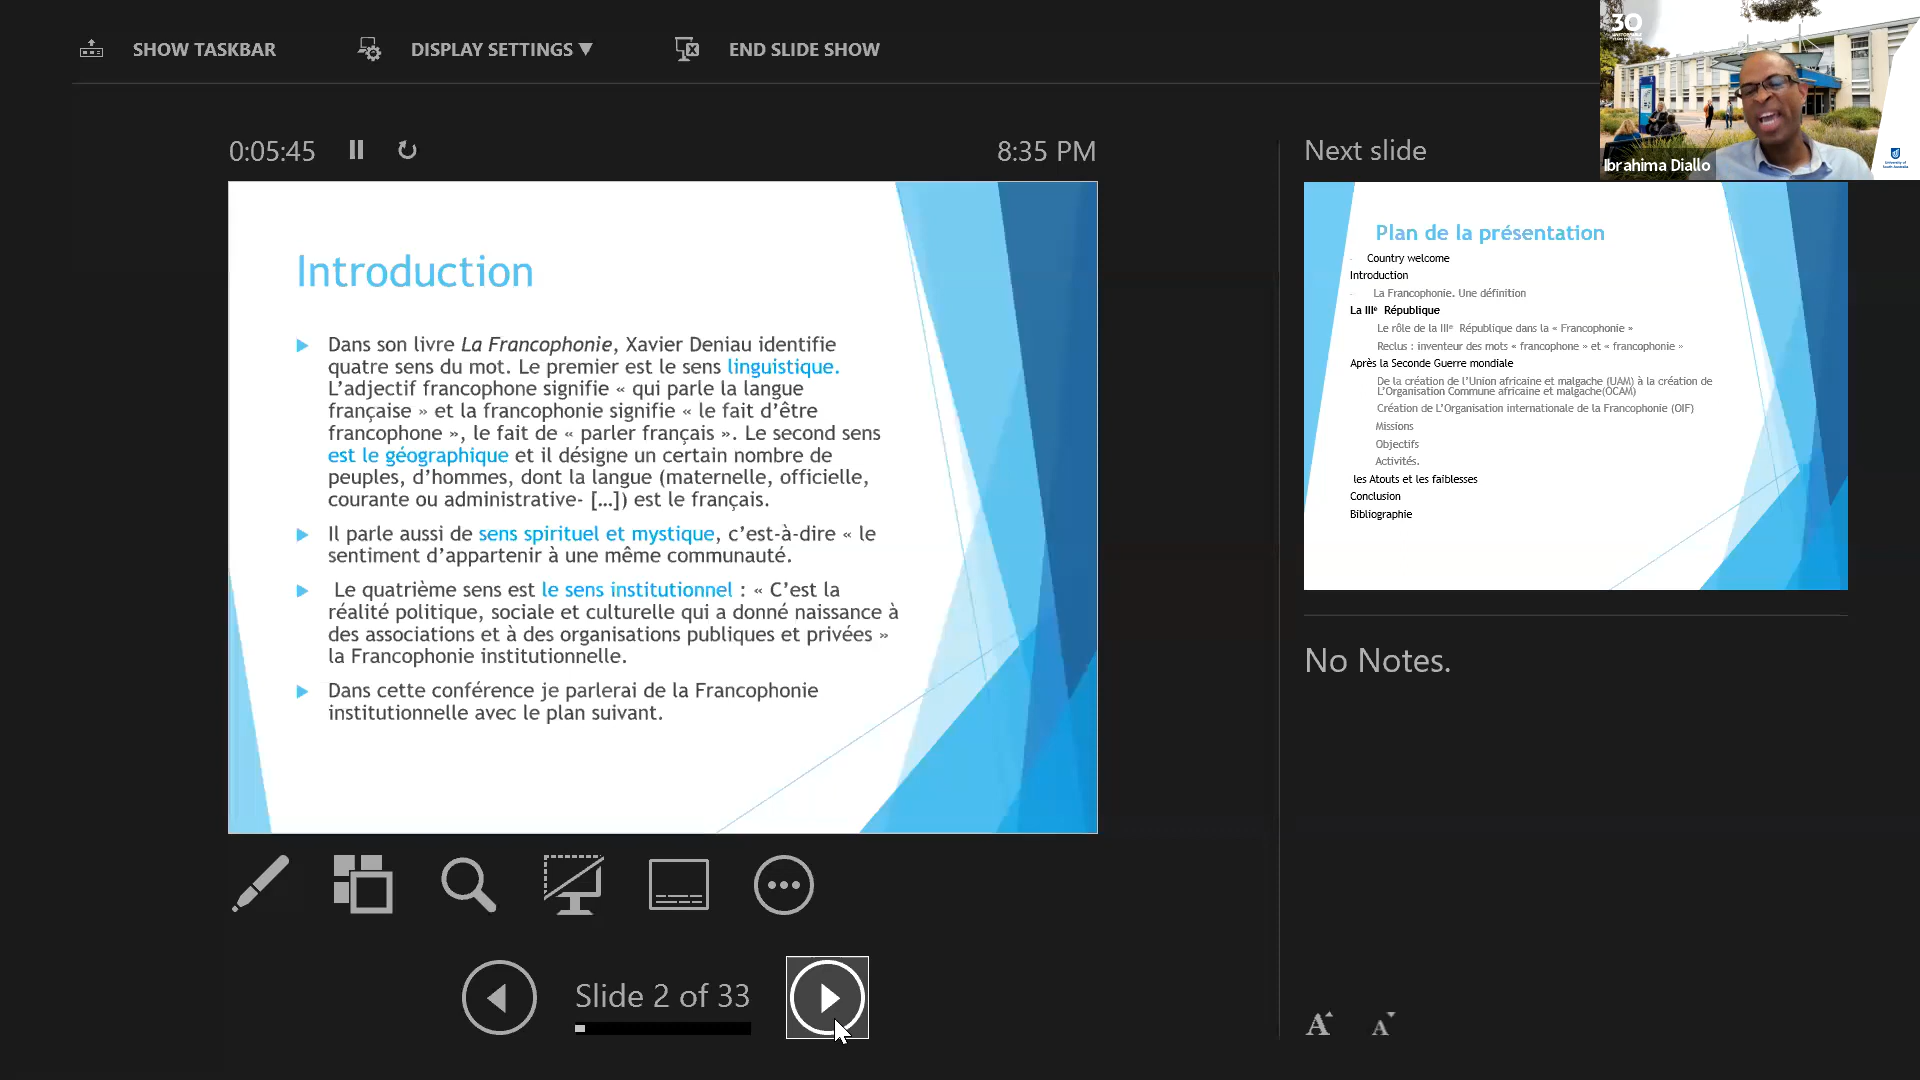 SHOW TASKBAR
DISPLAY SETTINGS ▼
END SLIDE SHOW
30
Ibrahima Diallo
University of
South Australia
0:05:45
8:35 PM
Next slide
Introduction
Dans son livre La Francophonie, Xavier Deniau identifie
quatre sens du mot. Le premier est le sens linguistique.
L’adjectif francophone signifie « qui parle la langue
française » et la francophonie signifie « le fait d’être
francophone », le fait de « parler français ». Le second sens
est le géographique et il désigne un certain nombre de
peuples, d’hommes, dont la langue (maternelle, officielle,
courante ou administrative- […]) est le français.
Il parle aussi de sens spirituel et mystique, c’est-à-dire « le
sentiment d’appartenir à une même communauté.
Le quatrième sens est le sens institutionnel : « C’est la
réalité politique, sociale et culturelle qui a donné naissance à
des associations et à des organisations publiques et privées »
la Francophonie institutionnelle.
Dans cette conférence je parlerai de la Francophonie
institutionnelle avec le plan suivant.
Plan de la présentation
Country welcome
Introduction
La Francophonie. Une définition
La IIIᵉ République
Le rôle de la IIIᵉ République dans la « Francophonie »
Reclus : inventeur des mots « francophone » et « francophonie »
Après la Seconde Guerre mondiale
De la création de l’Union africaine et malgache (UAM) à la création de
L’Organisation Commune africaine et malgache(OCAM)
Création de L’Organisation internationale de la Francophonie (OIF)
Missions
Objectifs
Activités.
les Atouts et les faiblesses
Conclusion
Bibliographie
No Notes.
Slide 2 of 33
A A